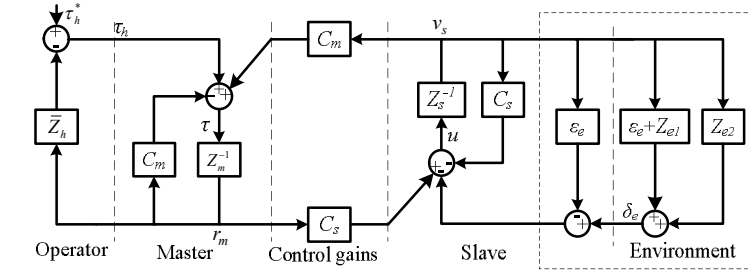 τ*h
τh
Cm
vs
Z̄h
Cm
τ
Zm^-1
Zs^-1
Cs
u
εe
εe+Ze1
Ze2
rm
Cs
δe
Operator
Master
Control gains
Slave
Environment